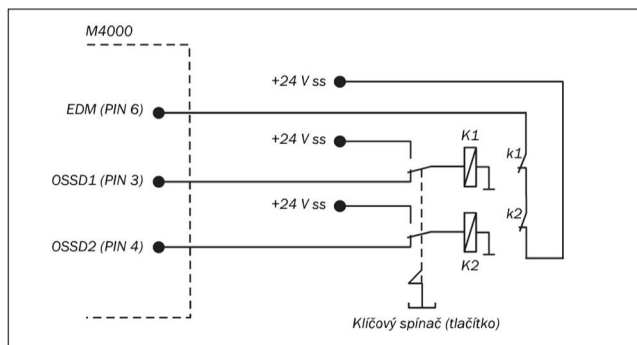 M4000
+24 V ss
EDM (PIN 6)
+24 V ss
K1
k1
OSSD1 (PIN 3)
+24 V ss
k2
OSSD2 (PIN 4)
K2
Klíčový spínač (tlačítko)